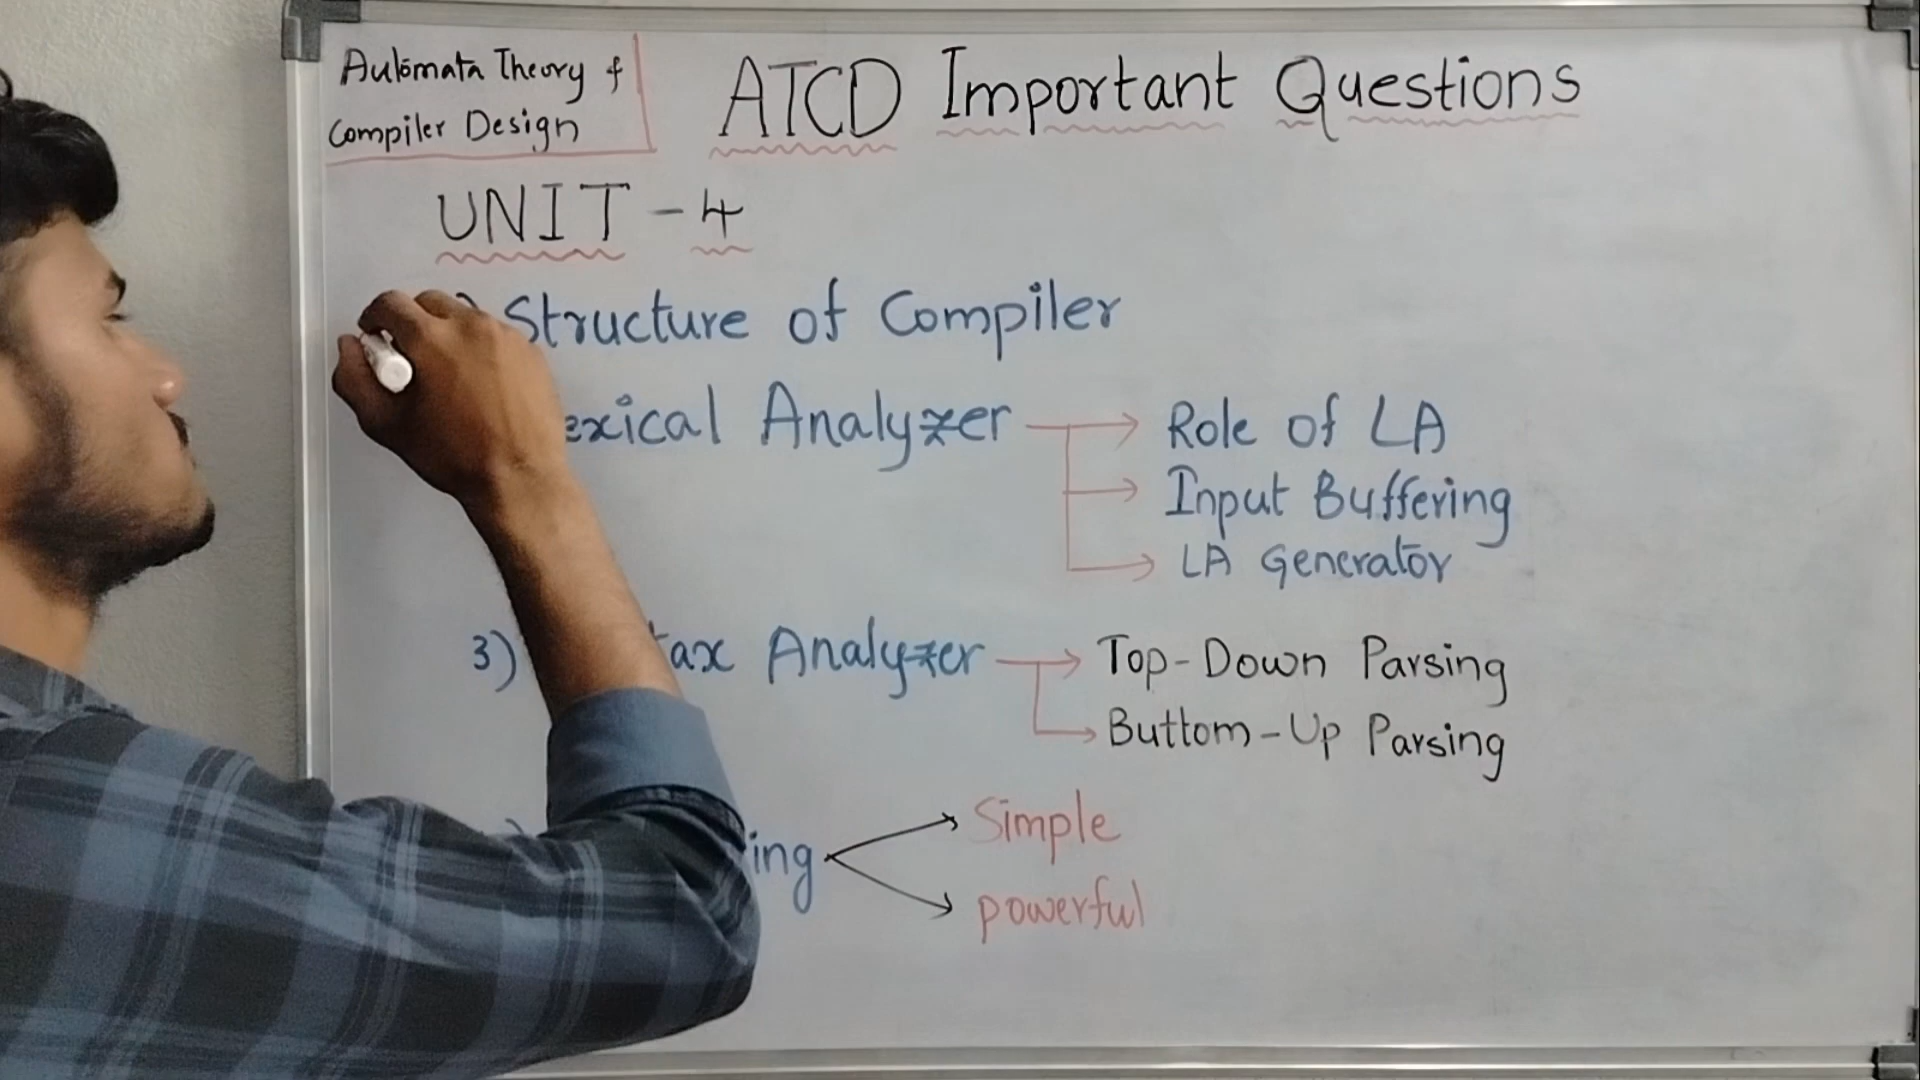 Automata Theory &
Compiler Design
ATCD Important Questions
UNIT - 4
) Structure of Compiler
exical Analyzer
Role of LA
Input Buffering
LA Generator
3) tax Analyzer
Top-Down Parsing
Buttom-Up Parsing
ing
Simple
powerful